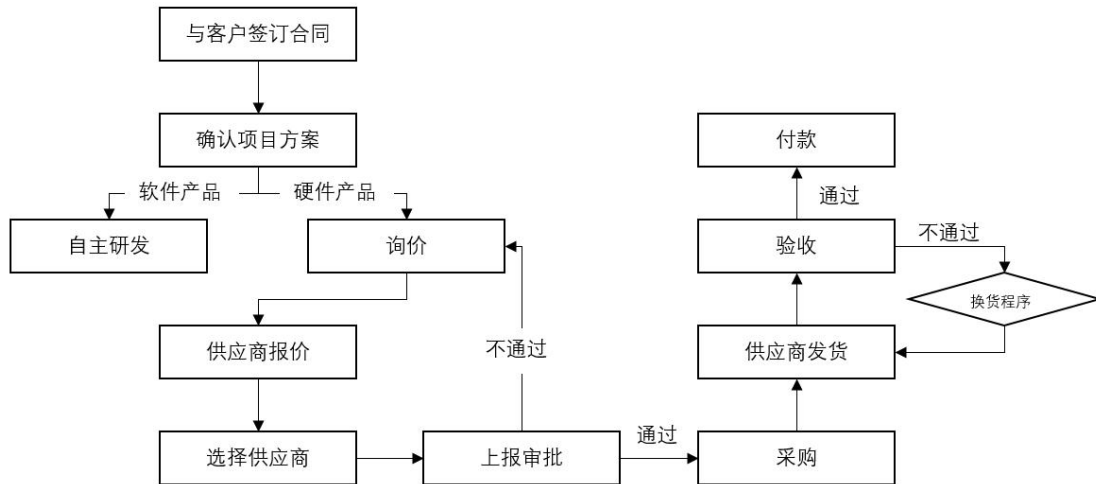 与客户签订合同
确认项目方案
软件产品
硬件产品
自主研发
询价
供应商报价
不通过
选择供应商
上报审批
通过
采购
供应商发货
换货程序
验收
不通过
通过
付款